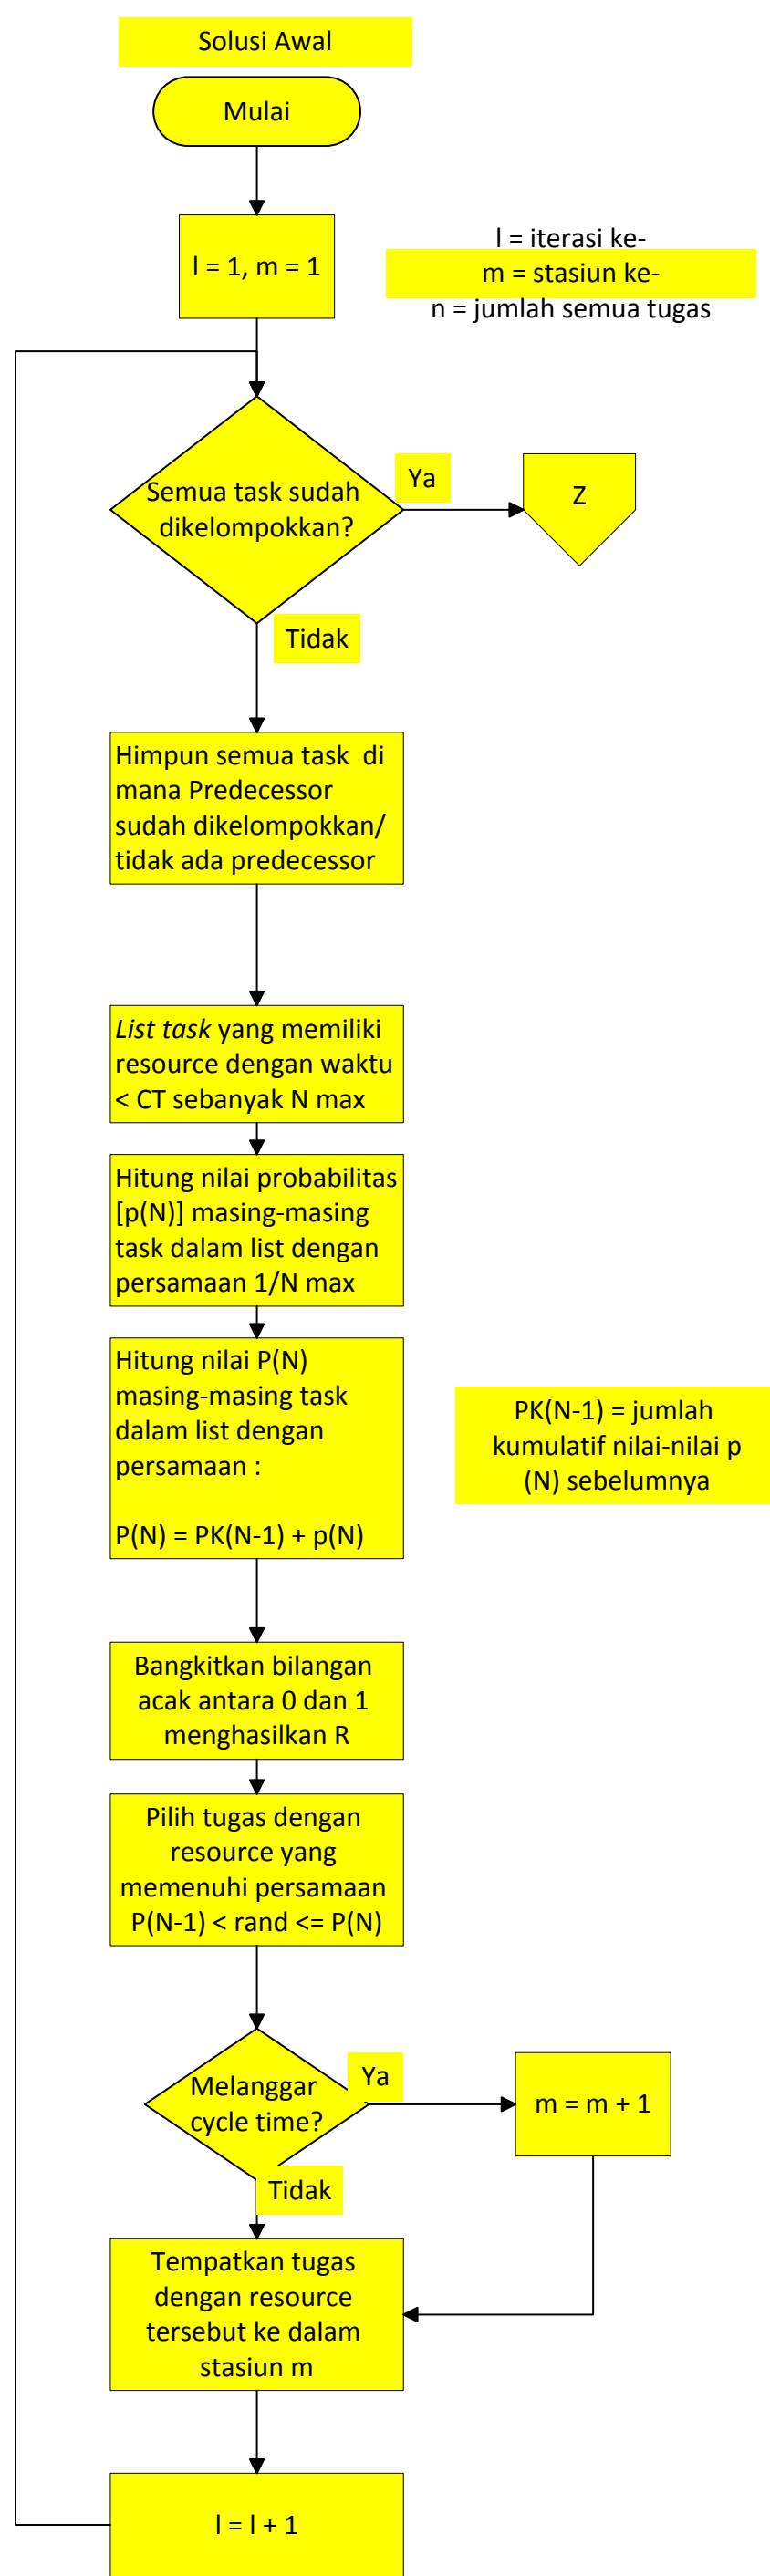 Solusi Awal
Mulai
l = 1, m = 1
l = iterasi ke-
m = stasiun ke-
n = jumlah semua tugas
Semua task sudah
dikelompokkan?
Ya
Z
Tidak
Himpun semua task di
mana Predecessor
sudah dikelompokkan/
tidak ada predecessor
List task yang memiliki
resource dengan waktu
< CT sebanyak N max
Hitung nilai probabilitas
[p(N)] masing-masing
task dalam list dengan
persamaan 1/N max
Hitung nilai P(N)
masing-masing task
dalam list dengan
persamaan :
P(N) = PK(N-1) + p(N)
PK(N-1) = jumlah
kumulatif nilai-nilai p
(N) sebelumnya
Bangkitkan bilangan
acak antara 0 dan 1
menghasilkan R
Pilih tugas dengan
resource yang
memenuhi persamaan
P(N-1) < rand <= P(N)
Melanggar
cycle time?
Ya
m = m + 1
Tidak
Tempatkan tugas
dengan resource
tersebut ke dalam
stasiun m
l = l + 1